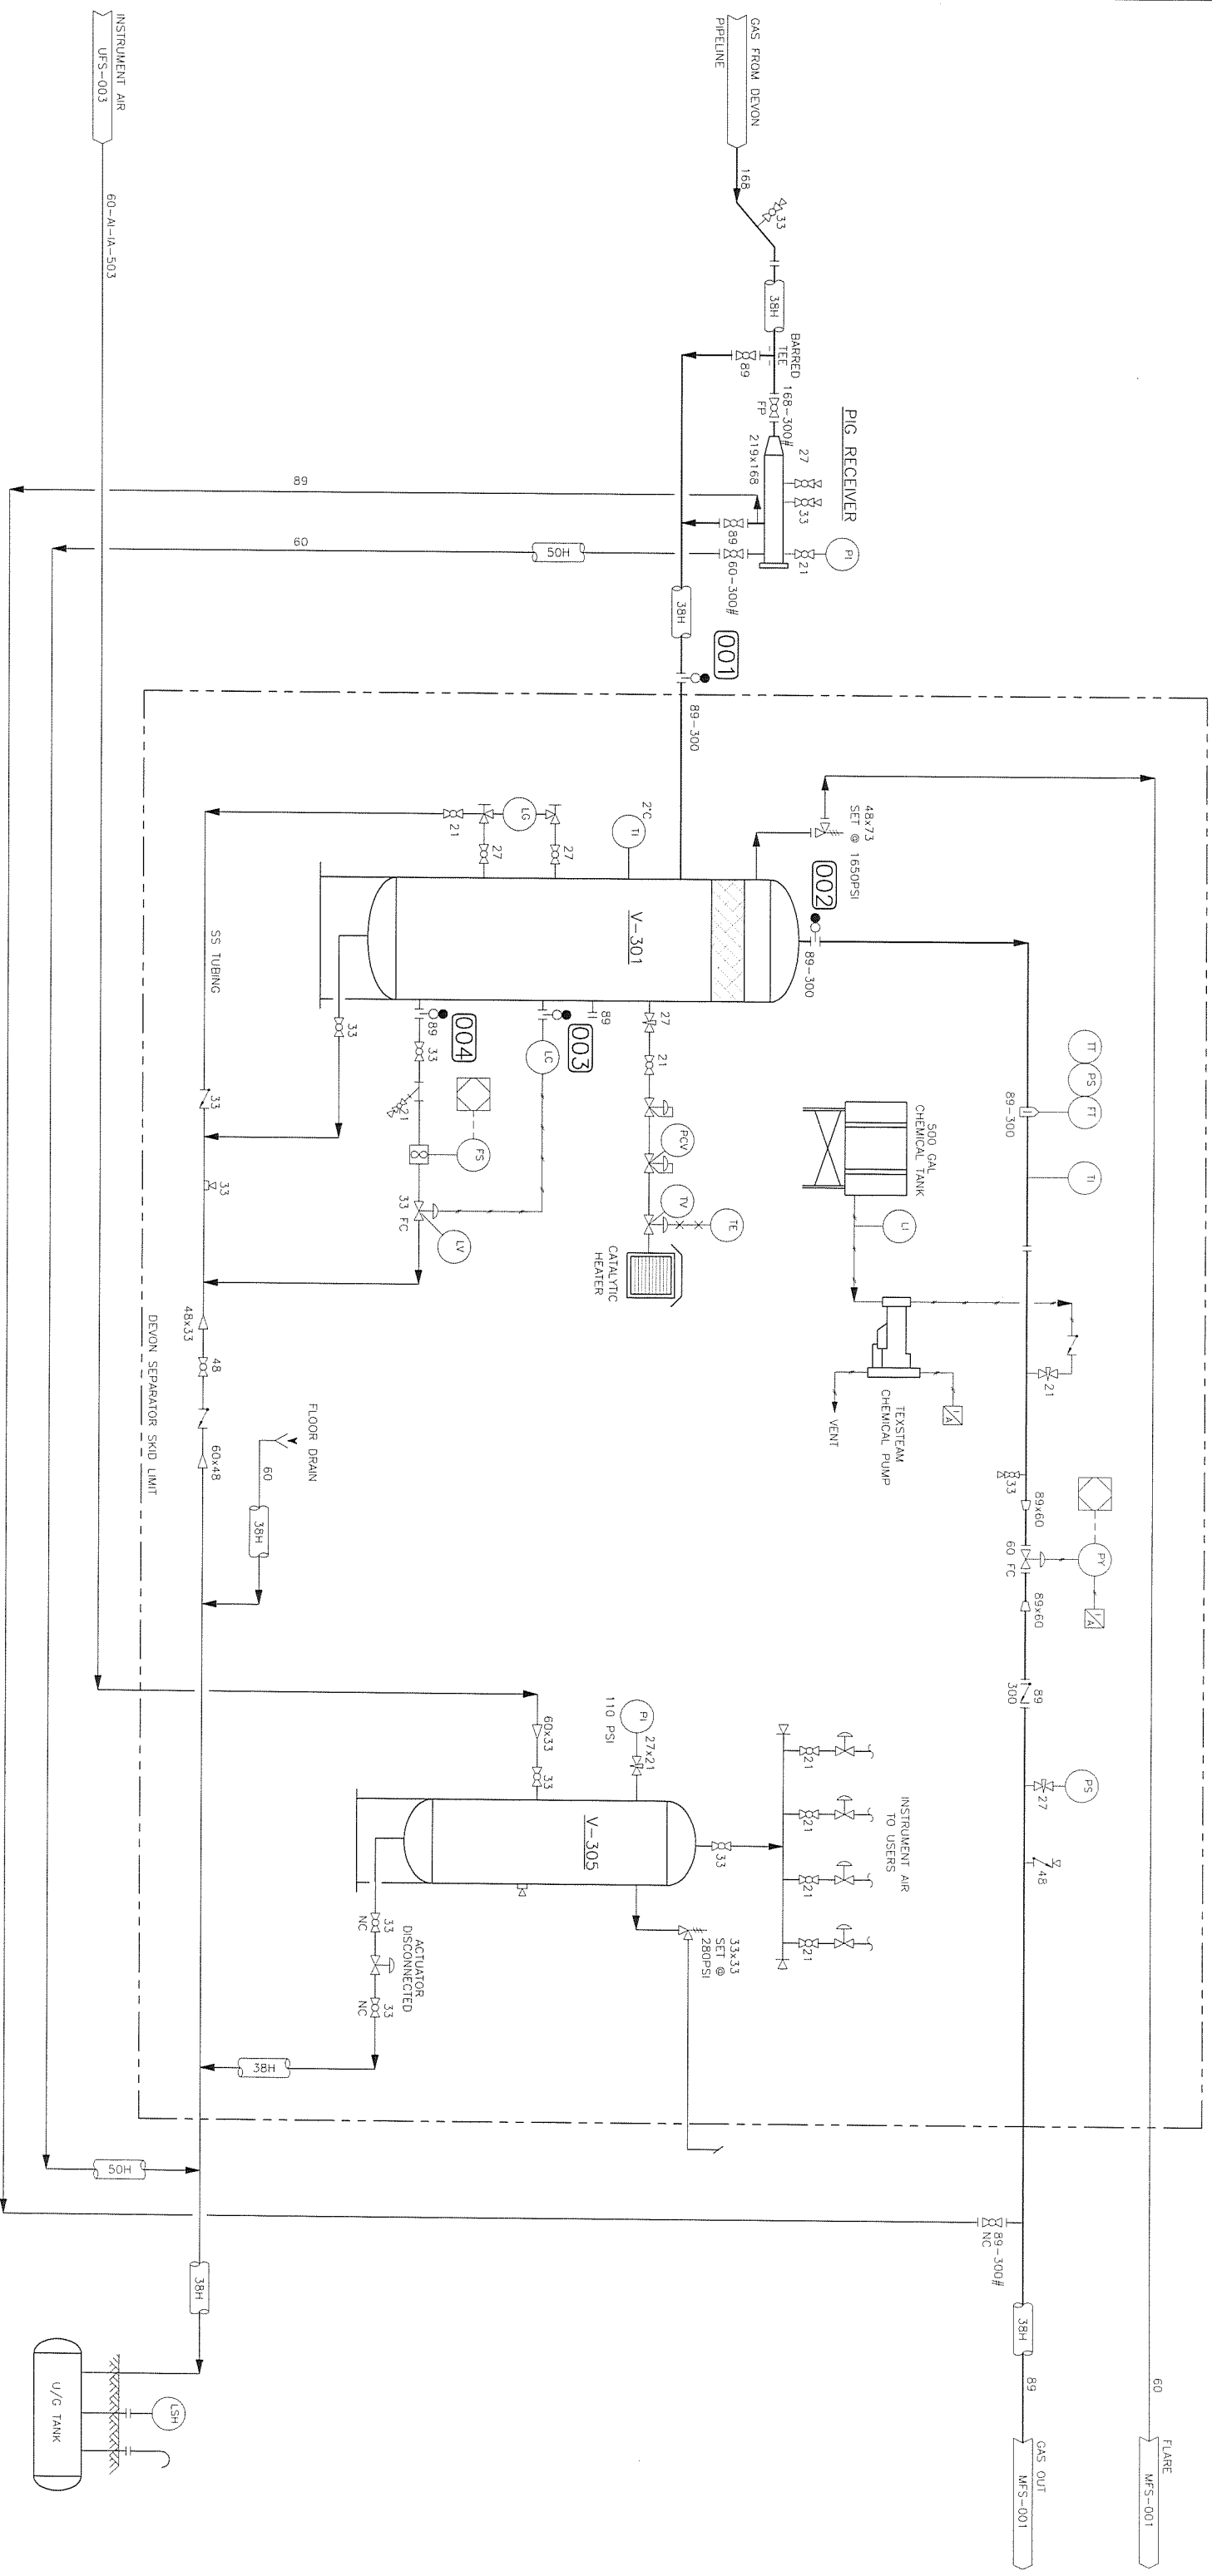 GAS FROM DEVON
PIPELINE
168
33
38H
BARRED
TEE
89
168-300#
FP
219x168
27
33
PIG RECEIVER
89
60-300#
21
PI
89
60
50H
38H
001
89-300
INSTRUMENT AIR
UFS-003
60-AI-IA-503
48x73
SET @ 1650PSI
002
89-300
V-301
2°C
TI
LG
27
27
21
SS TUBING
33
33
33
89
004
33
21
FS
33 FC
LV
003
LC
89
27
21
PCV
TV
TE
CATALYTIC
HEATER
500 GAL
CHEMICAL TANK
LI
TEXSTEAM
CHEMICAL PUMP
VENT
I/A
21
TT
PS
FT
89-300
TI
33
89x60
60 FC
PY
I/A
89x60
89
300
PS
27
48
48x33
48
60x48
DEVON SEPARATOR SKID LIMIT
FLOOR DRAIN
60
38H
60x33
33
110 PSI
PI
27x21
V-305
33
INSTRUMENT AIR
TO USERS
21
21
21
21
33x33
SET @
280PSI
33
NC
ACTUATOR
DISCONNECTED
33
NC
38H
50H
38H
89-300#
NC
38H
89
60
FLARE
MFS-001
GAS OUT
MFS-001
LSH
U/G TANK